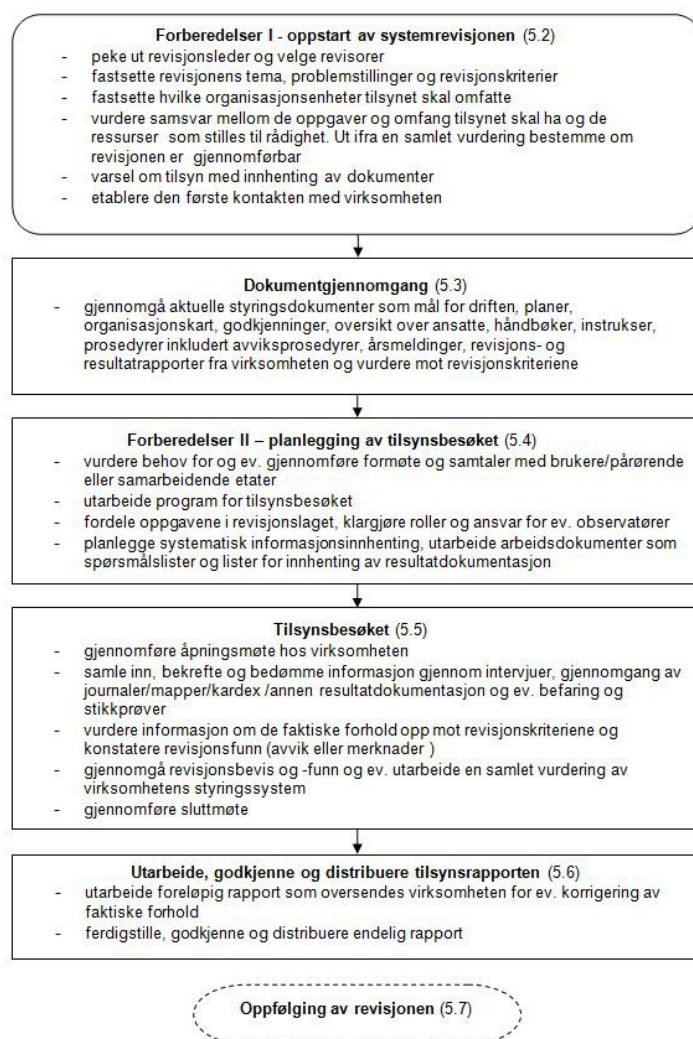 Forberedelser I - oppstart av systemrevisjonen (5.2)
- peke ut revisjonsleder og velge revisorer
- fastsette revisjonens tema, problemstillinger og revisjonskriterier
- fastsette hvilke organisasjonsenheter tilsynet skal omfatte
- vurdere samsvar mellom de oppgaver og omfang tilsynet skal ha og de
ressurser som stilles til rådighet. Ut ifra en samlet vurdering bestemme om
revisjonen er gjennomførbar
- varsel om tilsyn med innhenting av dokumenter
- etablere den første kontakten med virksomheten
Dokumentgjennomgang (5.3)
- gjennomgå aktuelle styringsdokumenter som mål for driften, planer,
organisasjonskart, godkjenninger, oversikt over ansatte, håndbøker, instrukser,
prosedyrer inkludert avviksprosedyrer, årsmeldinger, revisjons- og
resultatrapporter fra virksomheten og vurdere mot revisjonskriteriene
Forberedelser II – planlegging av tilsynsbesøket (5.4)
- vurdere behov for og ev. gjennomføre formøte og samtaler med brukere/pårørende
eller samarbeidende etater
- utarbeide program for tilsynsbesøket
- fordele oppgavene i revisjonslaget, klargjøre roller og ansvar for ev. observatører
- planlegge systematisk informasjonsinnhenting, utarbeide arbeidsdokumenter som
spørsmålslister og lister for innhenting av resultatdokumentasjon
Tilsynsbesøket (5.5)
- gjennomføre åpningsmøte hos virksomheten
- samle inn, bekrefte og bedømme informasjon gjennom intervjuer, gjennomgang av
journaler/mapper/kardex /annen resultatdokumentasjon og ev. befaring og
stikkprøver
- vurdere informasjon om de faktiske forhold opp mot revisjonskriteriene og
konstatere revisjonsfunn (avvik eller merknader )
- gjennomgå revisjonsbevis og -funn og ev. utarbeide en samlet vurdering av
virksomhetens styringssystem
- gjennomføre sluttmøte
Utarbeide, godkjenne og distribuere tilsynsrapporten (5.6)
- utarbeide foreløpig rapport som oversendes virksomheten for ev. korrigering av
faktiske forhold
- ferdigstille, godkjenne og distribuere endelig rapport
Oppfølging av revisjonen (5.7)